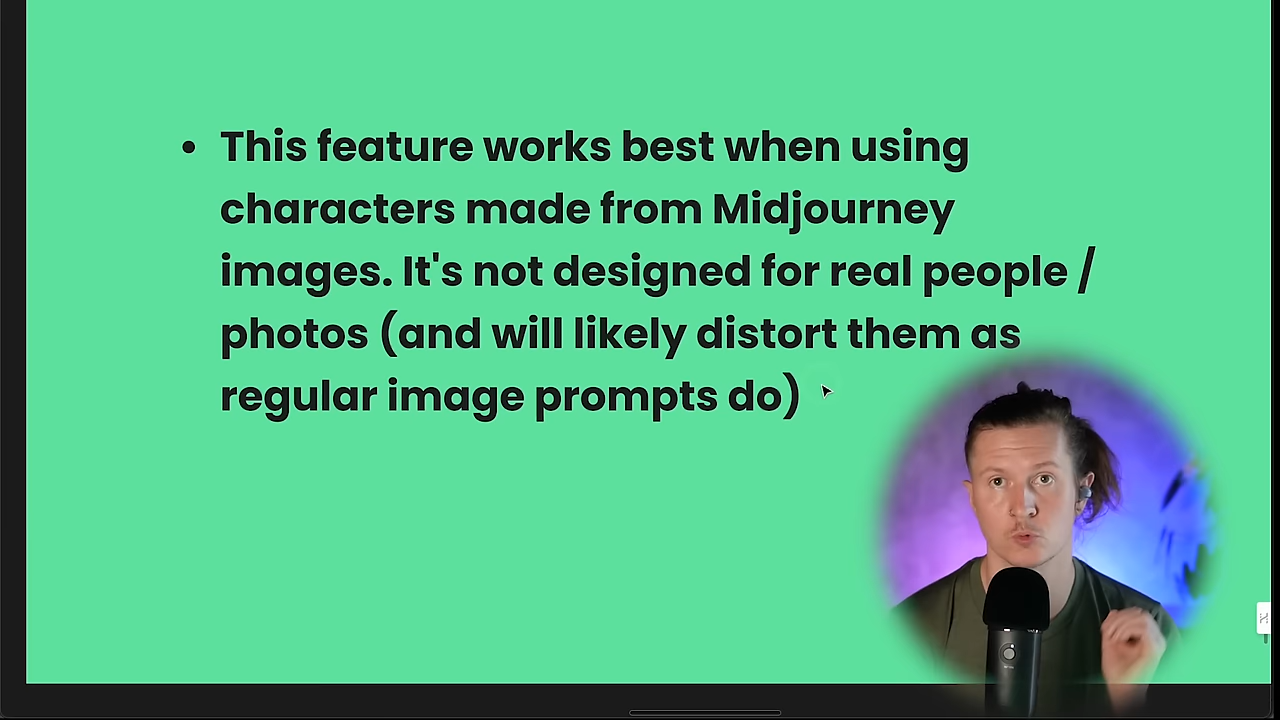 • This feature works best when using
characters made from Midjourney
images. It's not designed for real people /
photos (and will likely distort them as
regular image prompts do)